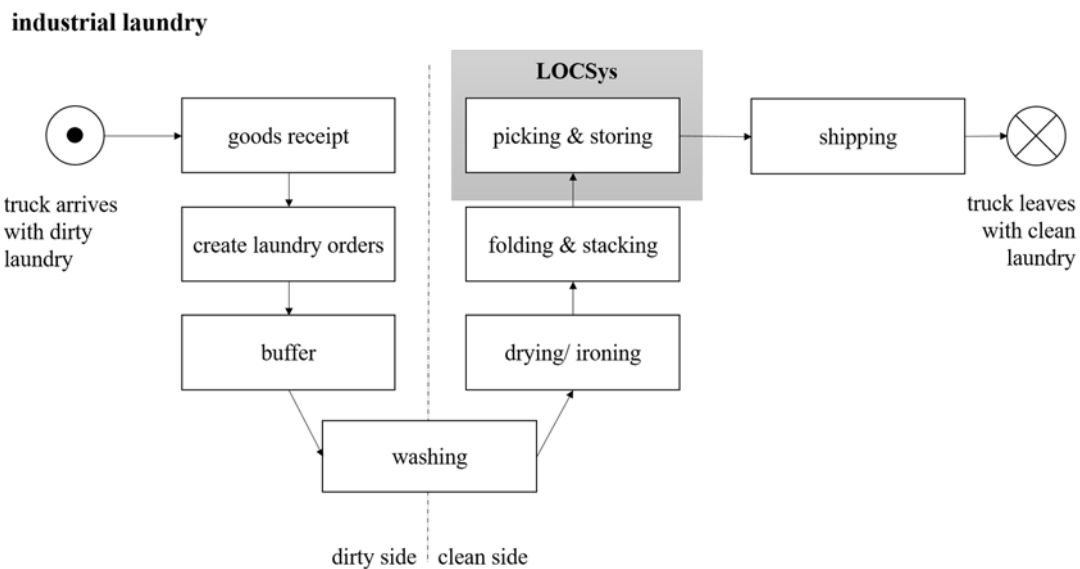 industrial laundry
truck arrives
with dirty
laundry
goods receipt
create laundry orders
buffer
washing
dirty side
clean side
drying/ ironing
folding & stacking
LOCSys
picking & storing
shipping
truck leaves
with clean
laundry